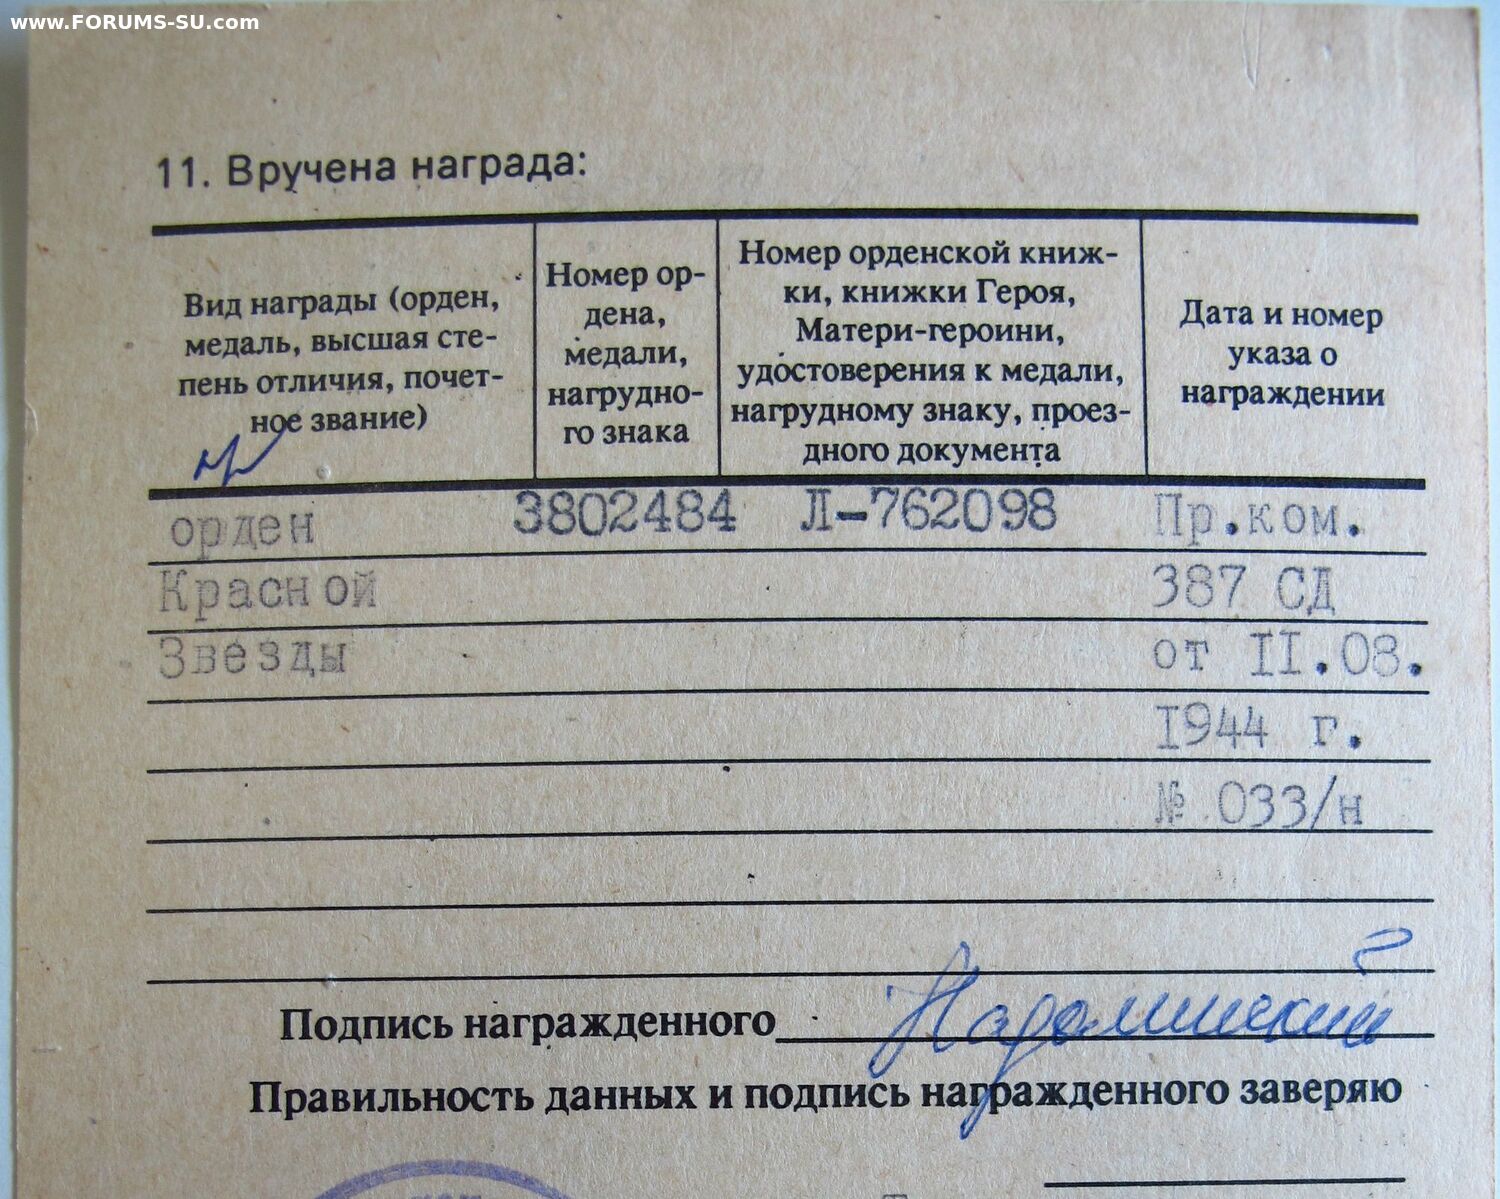 www.FORUMS-SU.com
11. Вручена награда:
Вид награды (орден,
медаль, высшая сте-
пень отличия, почет-
ное звание)
Номер ор-
дена,
медали,
нагрудно-
го знака
Номер орденской книж-
ки, книжки Героя,
Матери-героини,
удостоверения к медали,
нагрудному знаку, проез-
дного документа
Дата и номер
указа о
награждении
орден 3802484 Л-762098 Пр.ком.
Красной 387 СД
Звезды от II.08.
I944 г.
№ 033/н
Подпись награжденного
Правильность данных и подпись награжденного заверяю